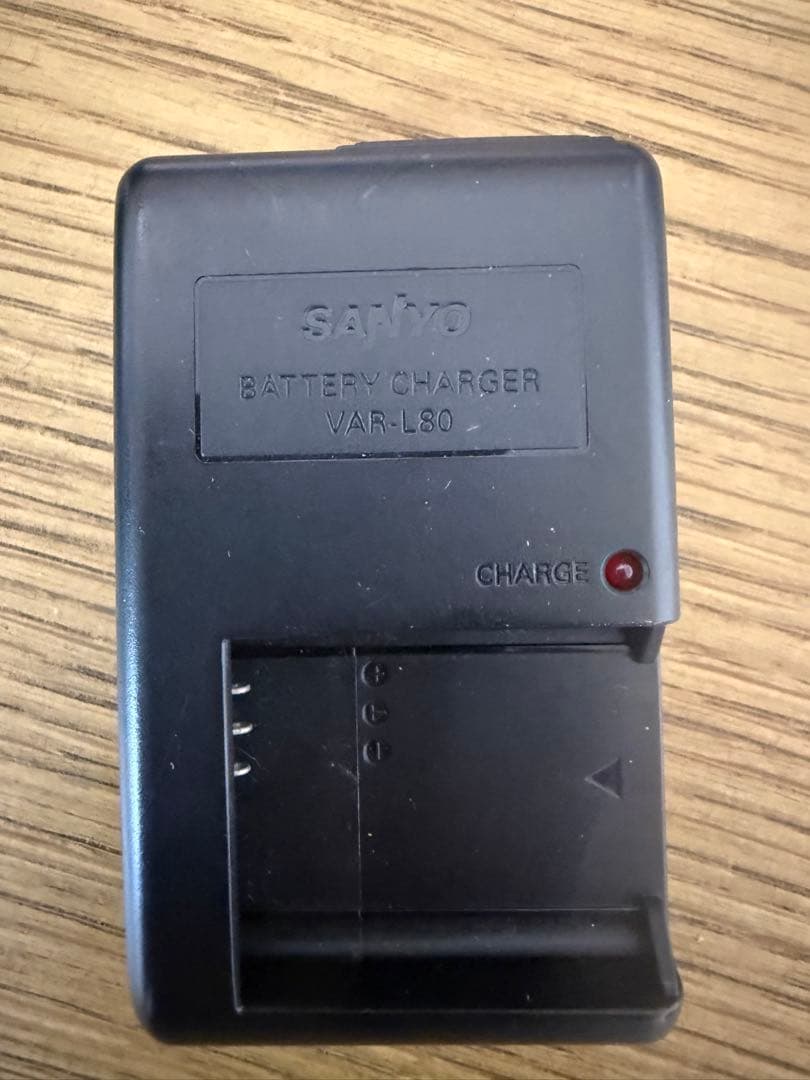 SANYO
BATTERY CHARGER
VAR-L80
CHARGE
+
T
-